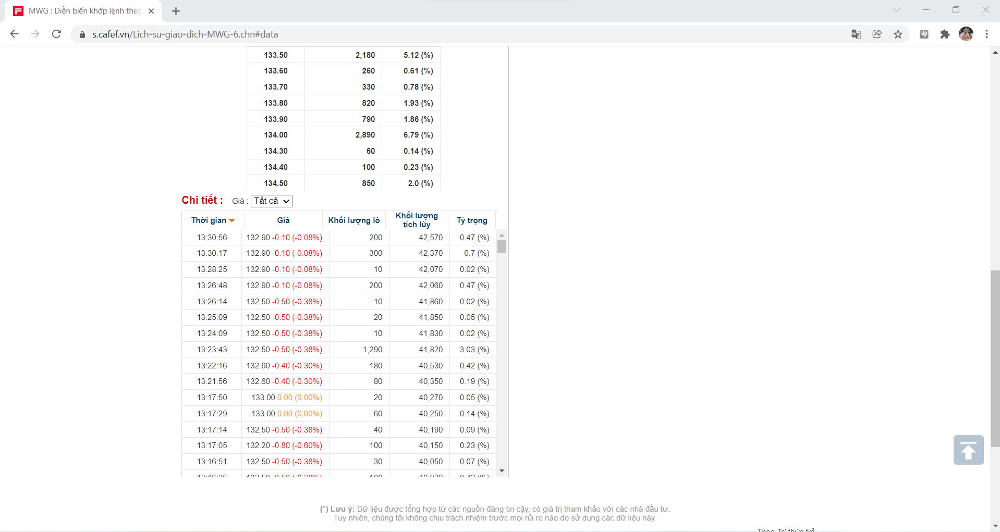 MWG : Diễn biến khớp lệnh theo
s.cafef.vn/Lich-su-giao-dich-MWG-6.chn#data
133.50 2,180 5.12 (%)
133.60 260 0.61 (%)
133.70 330 0.78 (%)
133.80 820 1.93 (%)
133.90 790 1.86 (%)
134.00 2,890 6.79 (%)
134.30 60 0.14 (%)
134.40 100 0.23 (%)
134.50 850 2.0 (%)
Chi tiết : Giá : Tất cả
Thời gian Giá Khối lượng lô Khối lượng tích lũy Tỷ trọng
13:30:56 132.90 -0.10 (-0.08%) 200 42,570 0.47 (%)
13:30:17 132.90 -0.10 (-0.08%) 300 42,370 0.7 (%)
13:28:25 132.90 -0.10 (-0.08%) 10 42,070 0.02 (%)
13:26:48 132.90 -0.10 (-0.08%) 200 42,060 0.47 (%)
13:26:14 132.50 -0.50 (-0.38%) 10 41,860 0.02 (%)
13:25:09 132.50 -0.50 (-0.38%) 20 41,850 0.05 (%)
13:24:09 132.50 -0.50 (-0.38%) 10 41,830 0.02 (%)
13:23:43 132.50 -0.50 (-0.38%) 1,290 41,820 3.03 (%)
13:22:16 132.60 -0.40 (-0.30%) 180 40,530 0.42 (%)
13:21:56 132.60 -0.40 (-0.30%) 80 40,350 0.19 (%)
13:17:50 133.00 0.00 (0.00%) 20 40,270 0.05 (%)
13:17:29 133.00 0.00 (0.00%) 60 40,250 0.14 (%)
13:17:14 132.50 -0.50 (-0.38%) 40 40,190 0.09 (%)
13:17:05 132.20 -0.80 (-0.60%) 100 40,150 0.23 (%)
13:16:51 132.50 -0.50 (-0.38%) 30 40,050 0.07 (%)
(*) Lưu ý: Dữ liệu được tổng hợp từ các nguồn đáng tin cậy, có giá trị tham khảo với các nhà đầu tư.
Tuy nhiên, chúng tôi không chịu trách nhiệm trước mọi rủi ro nào do sử dụng các dữ liệu này.
Theo Trí thức trẻ